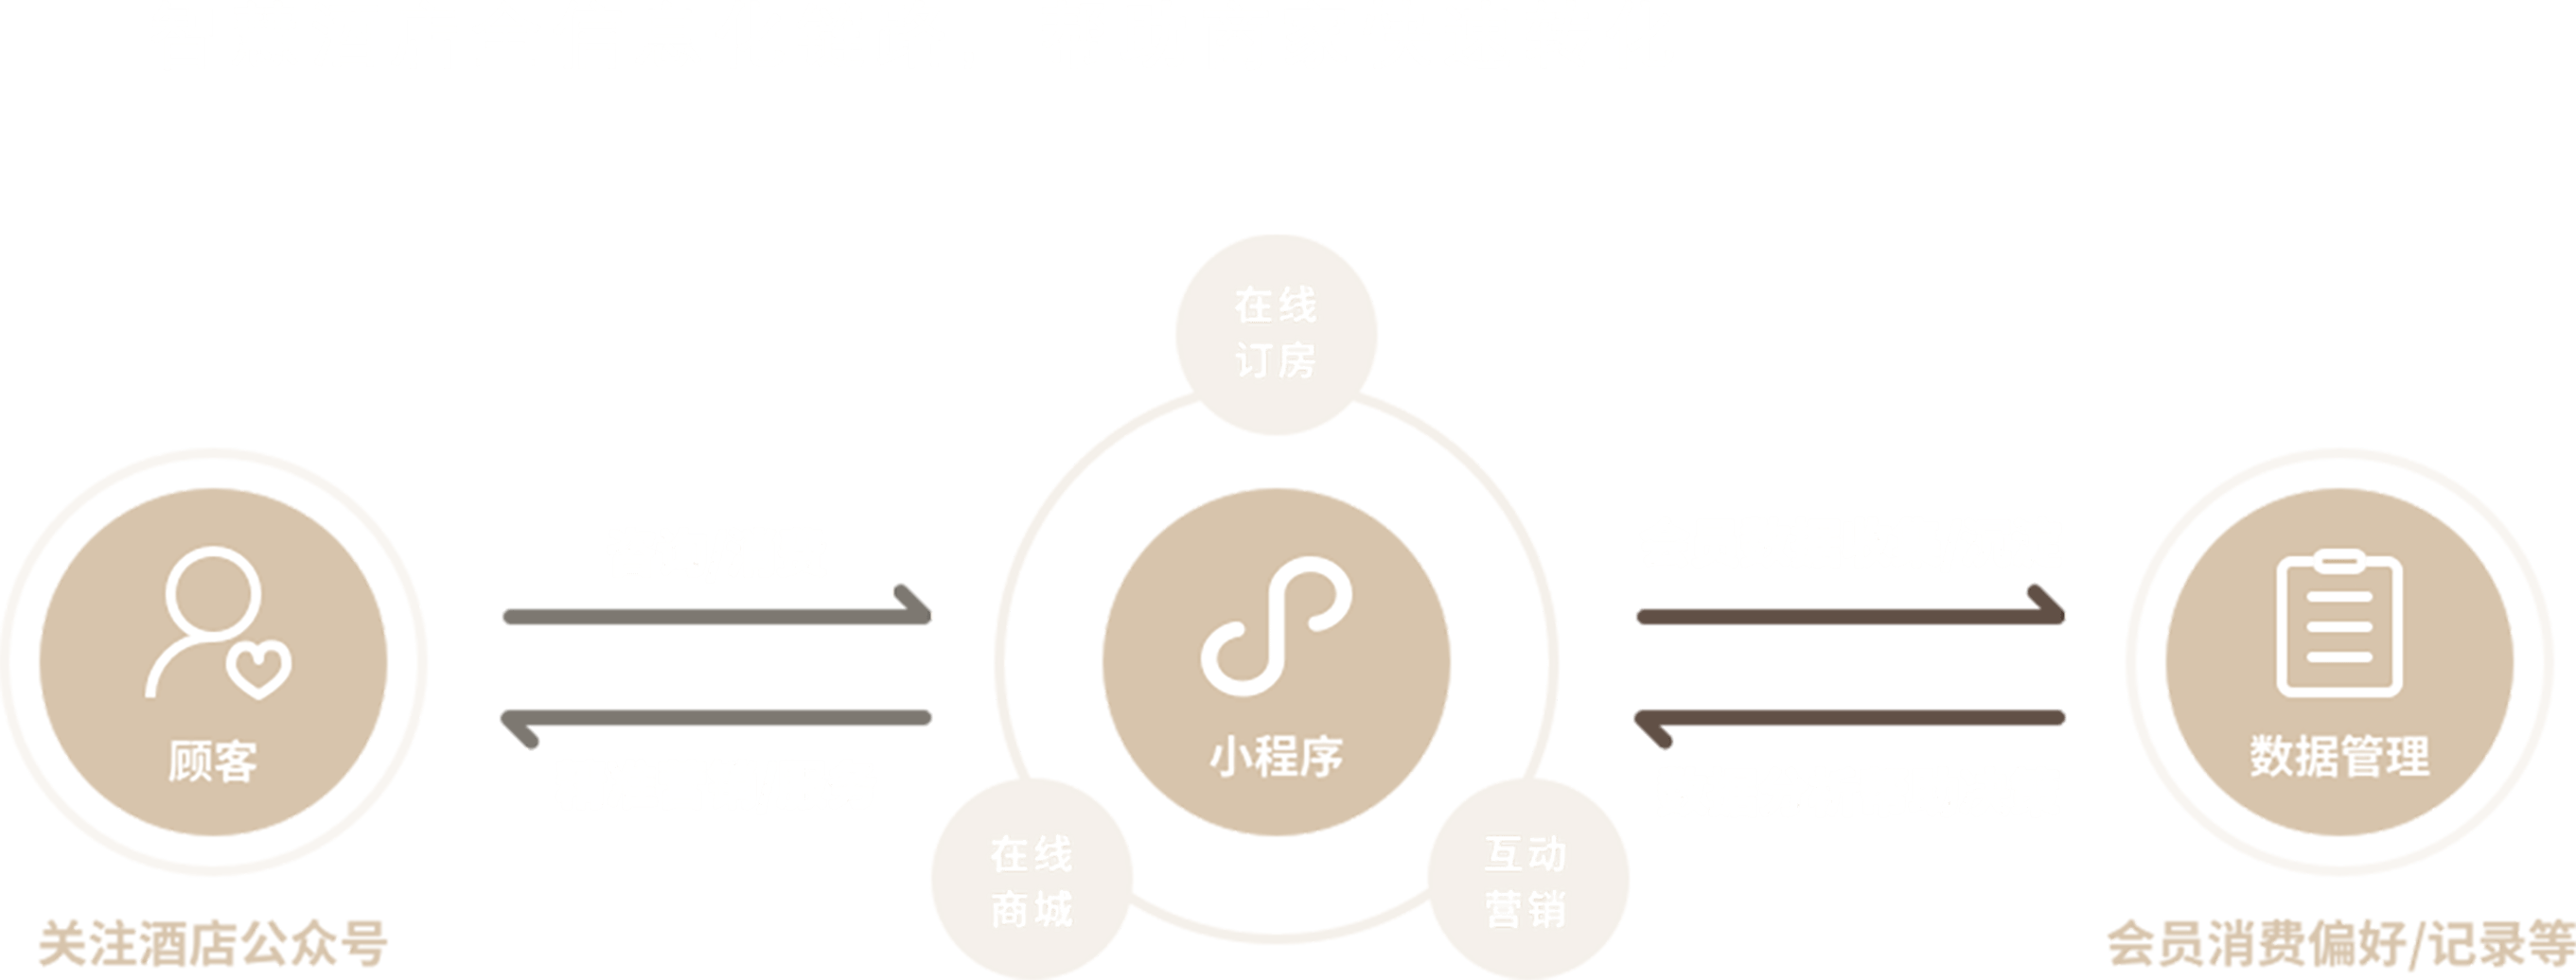 在线
订房
顾客
小程序
数据管理
在线
商城
互动
营销
关注酒店公众号
会员消费偏好/记录等